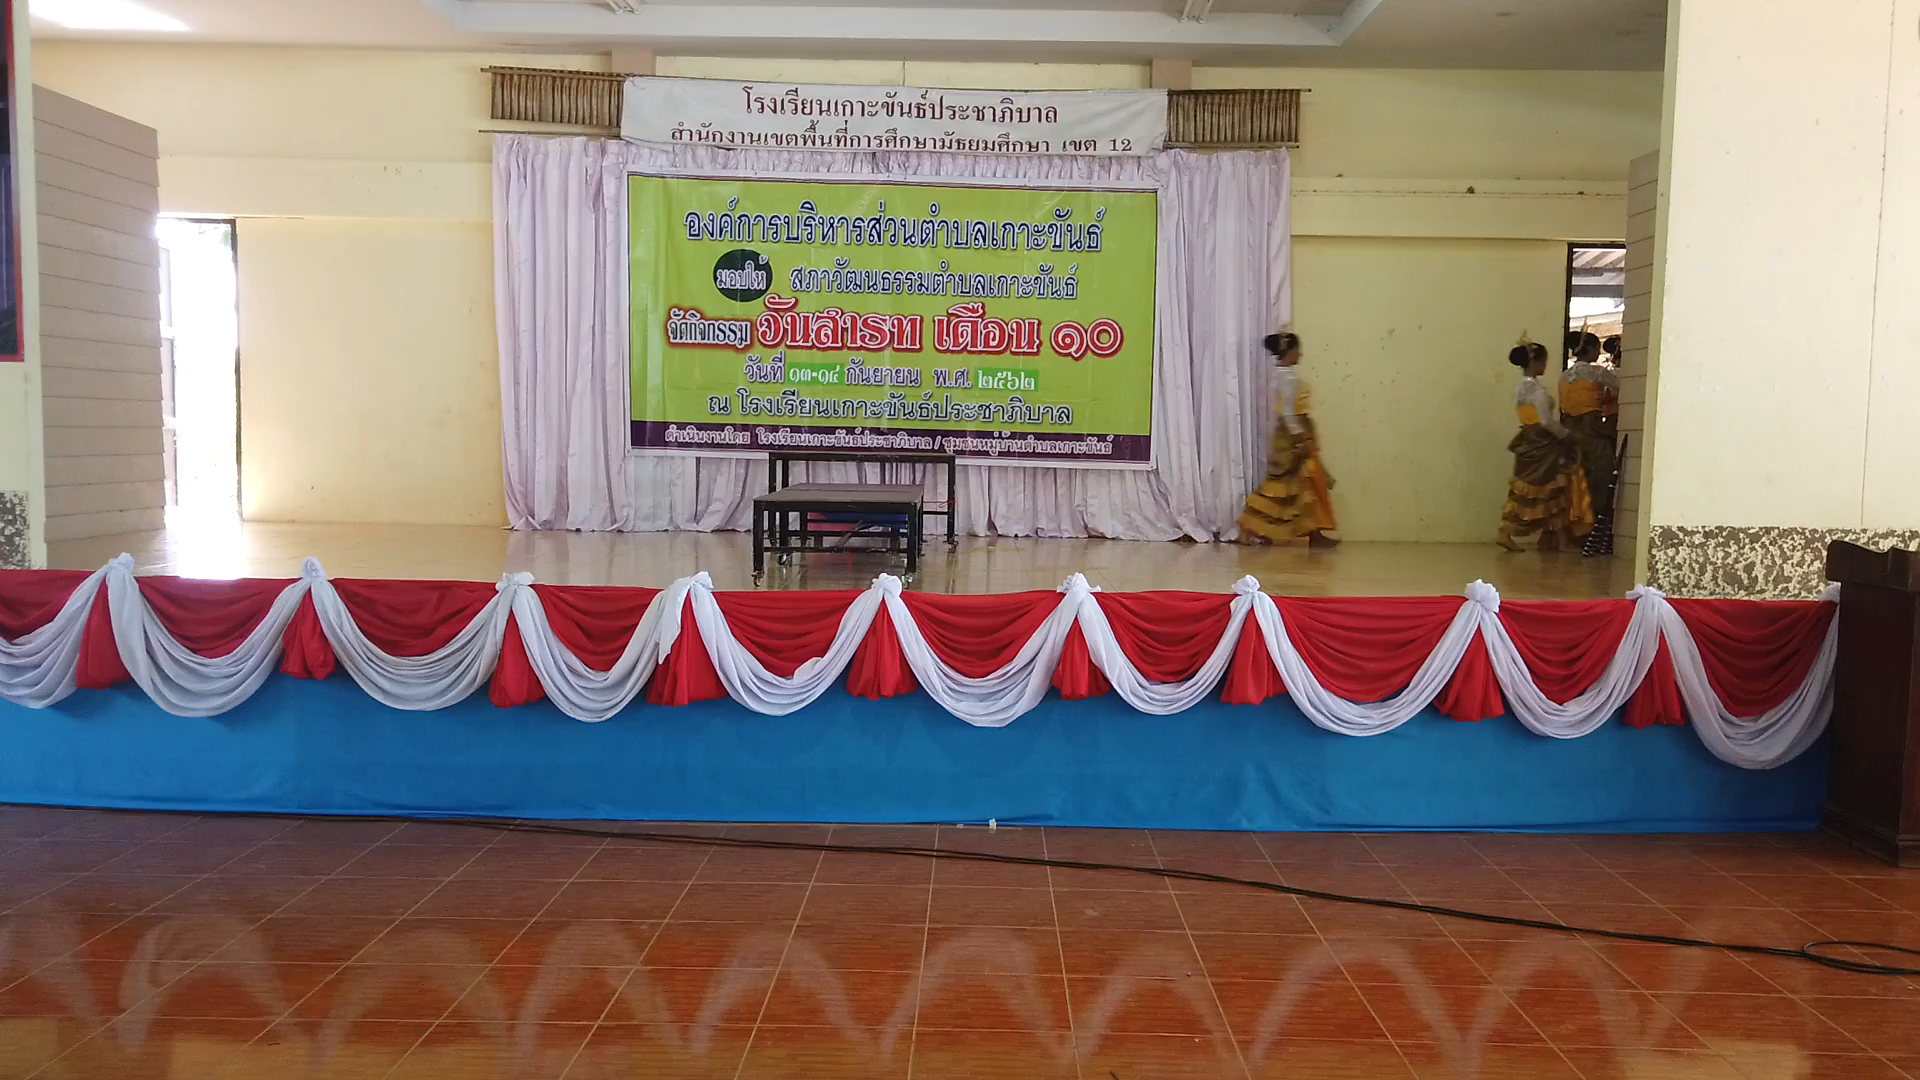 โรงเรียนเกาะขันธ์ประชาภิบาล
สำนักงานเขตพื้นที่การศึกษามัธยมศึกษา เขต 12
องค์การบริหารส่วนตำบลเกาะขันธ์
มอบให้ สภาวัฒนธรรมตำบลเกาะขันธ์
จัดกิจกรรม วันสารท เดือน ๑๐
วันที่ ๑๓-๑๔ กันยายน พ.ศ. ๒๕๖๒
ณ โรงเรียนเกาะขันธ์ประชาภิบาล
ดำเนินงานโดย โรงเรียนเกาะขันธ์ประชาภิบาล / ชุมชนหมู่บ้านตำบลเกาะขันธ์